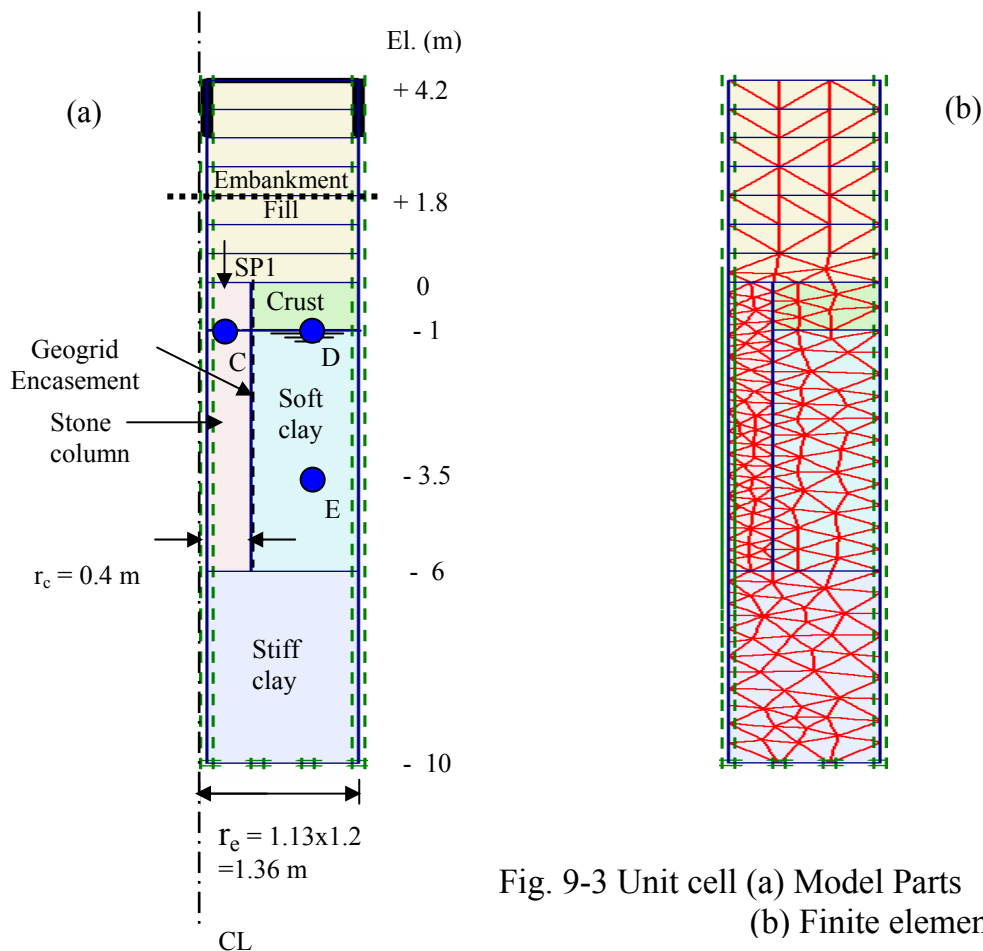 El. (m)
(a)
(b)
+ 4.2
Embankment
Fill
+ 1.8
SP1
0
Crust
- 1
C
D
Geogrid
Encasement
Stone
column
Soft
clay
- 3.5
E
r_c = 0.4 m
- 6
Stiff
clay
- 10
r_e = 1.13x1.2
=1.36 m
CL
Fig. 9-3 Unit cell (a) Model Parts
(b) Finite elemen